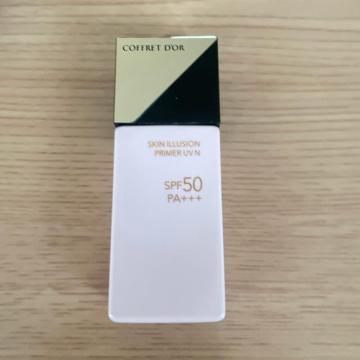 COFFRET D'OR
SKIN ILLUSION
PRIMER UV N
SPF50
PA+++